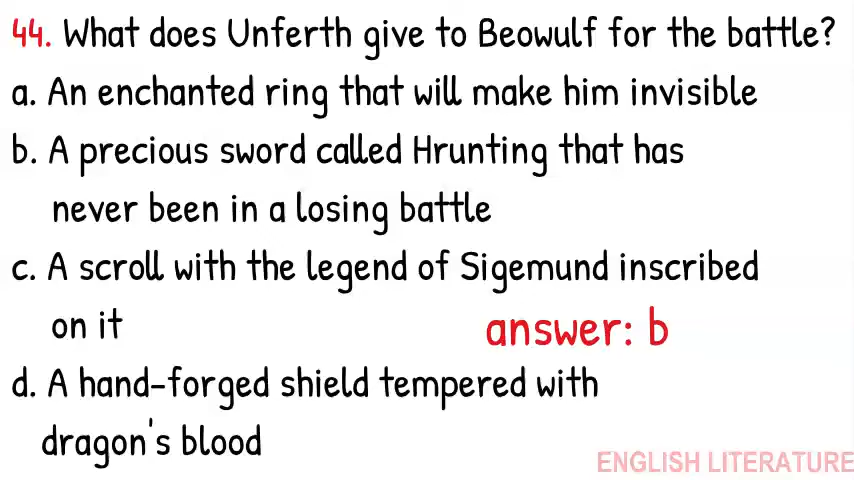 44. What does Unferth give to Beowulf for the battle?
a. An enchanted ring that will make him invisible
b. A precious sword called Hrunting that has
never been in a losing battle
c. A scroll with the legend of Sigemund inscribed
on it
answer: b
d. A hand-forged shield tempered with
dragon's blood
ENGLISH LITERATURE